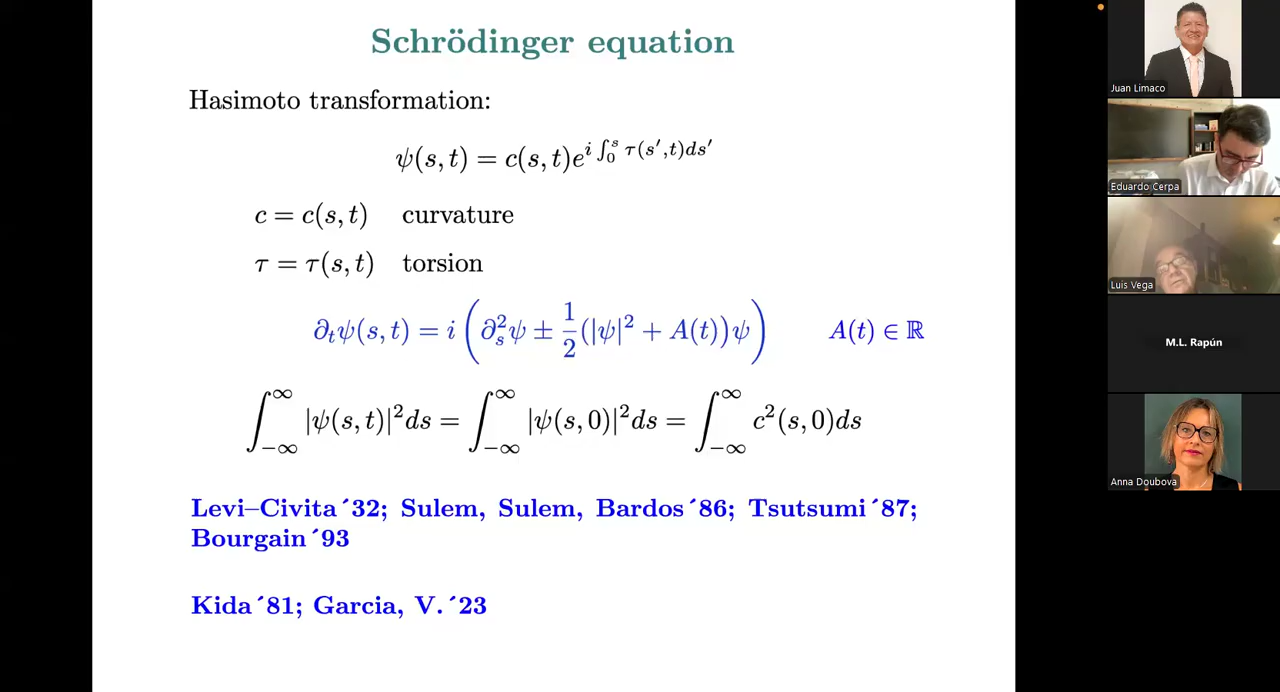 Schrödinger equation
Hasimoto transformation:
ψ(s, t) = c(s, t)e^{i ∫_0^s τ(s′,t)ds′}
c = c(s, t) curvature
τ = τ(s, t) torsion
∂_tψ(s, t) = i (∂_s^2 ψ ± 1/2 (|ψ|^2 + A(t))ψ) A(t) ∈ ℝ
∫_{-∞}^{∞} |ψ(s, t)|^2 ds = ∫_{-∞}^{∞} |ψ(s, 0)|^2 ds = ∫_{-∞}^{∞} c^2(s, 0)ds
Levi–Civita´32; Sulem, Sulem, Bardos´86; Tsutsumi´87;
Bourgain´93
Kida´81; Garcia, V.´23
Juan Limaco
Eduardo Cerpa
Luis Vega
M.L. Rapún
Anna Doubova